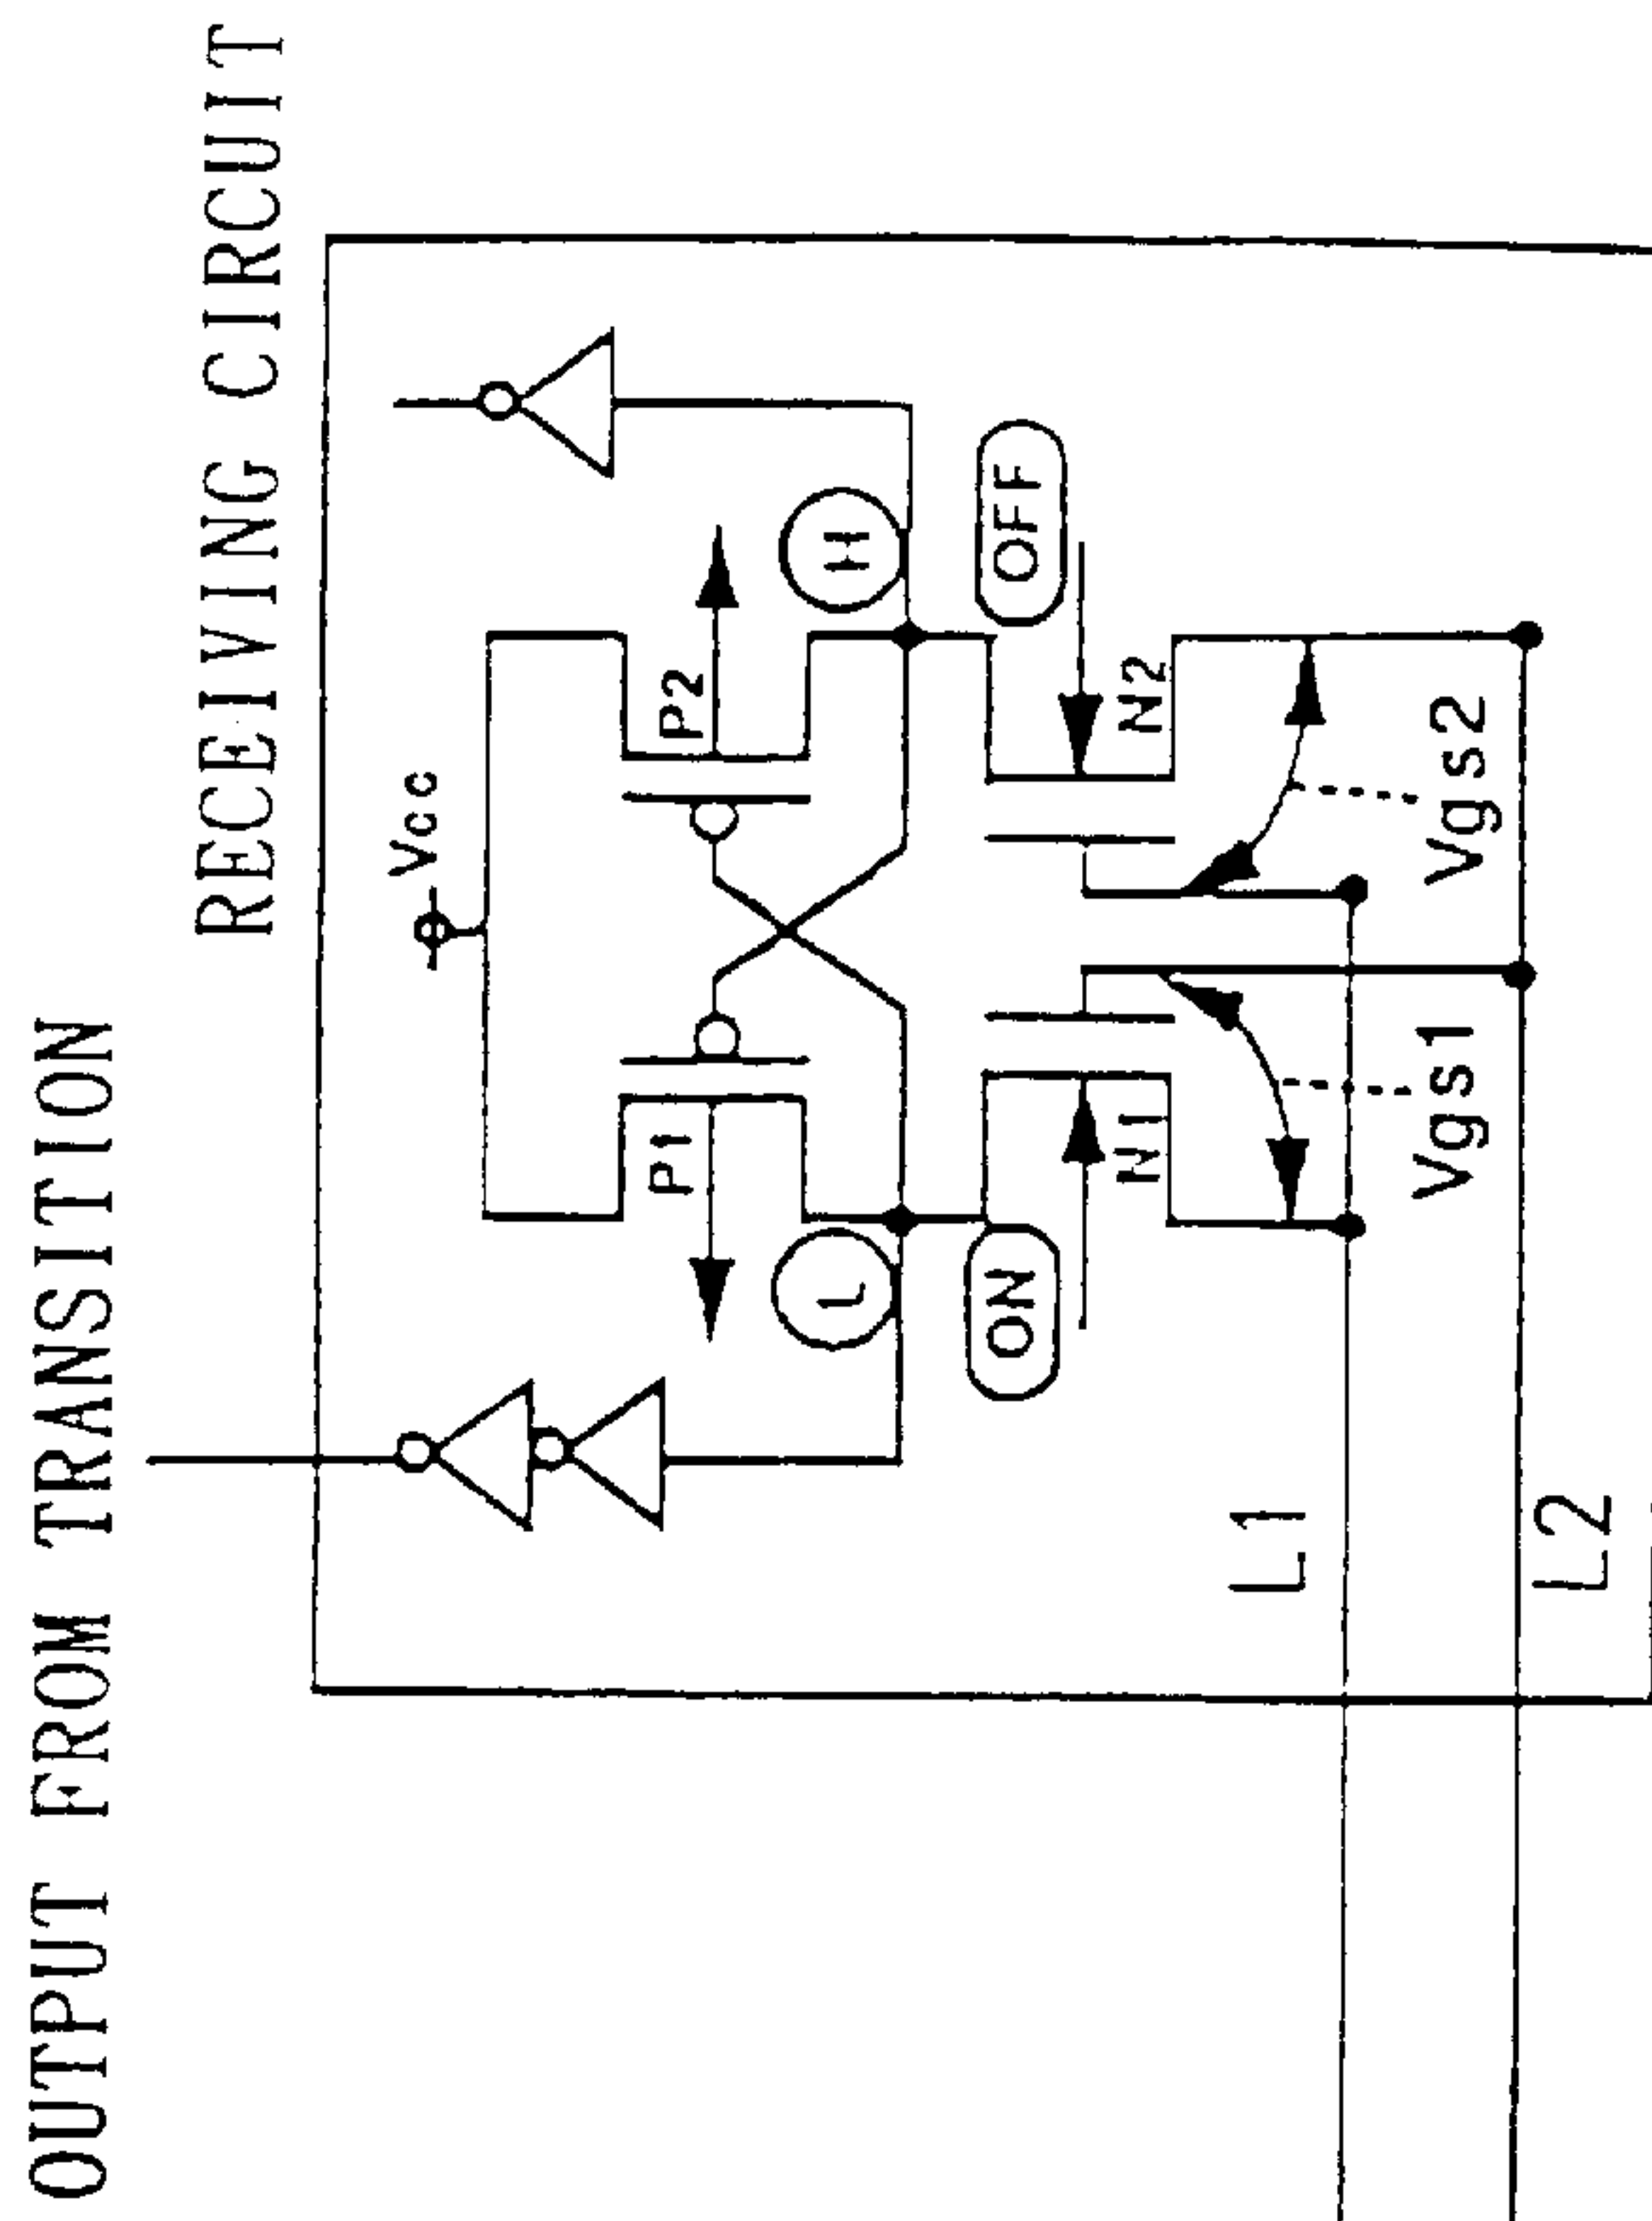 OUTPUT FROM TRANSITION
RECEIVING CIRCUIT
Vcc
P1
P2
L
H
ON
OFF
N1
N2
L1
Vgs1
Vgs2
L2